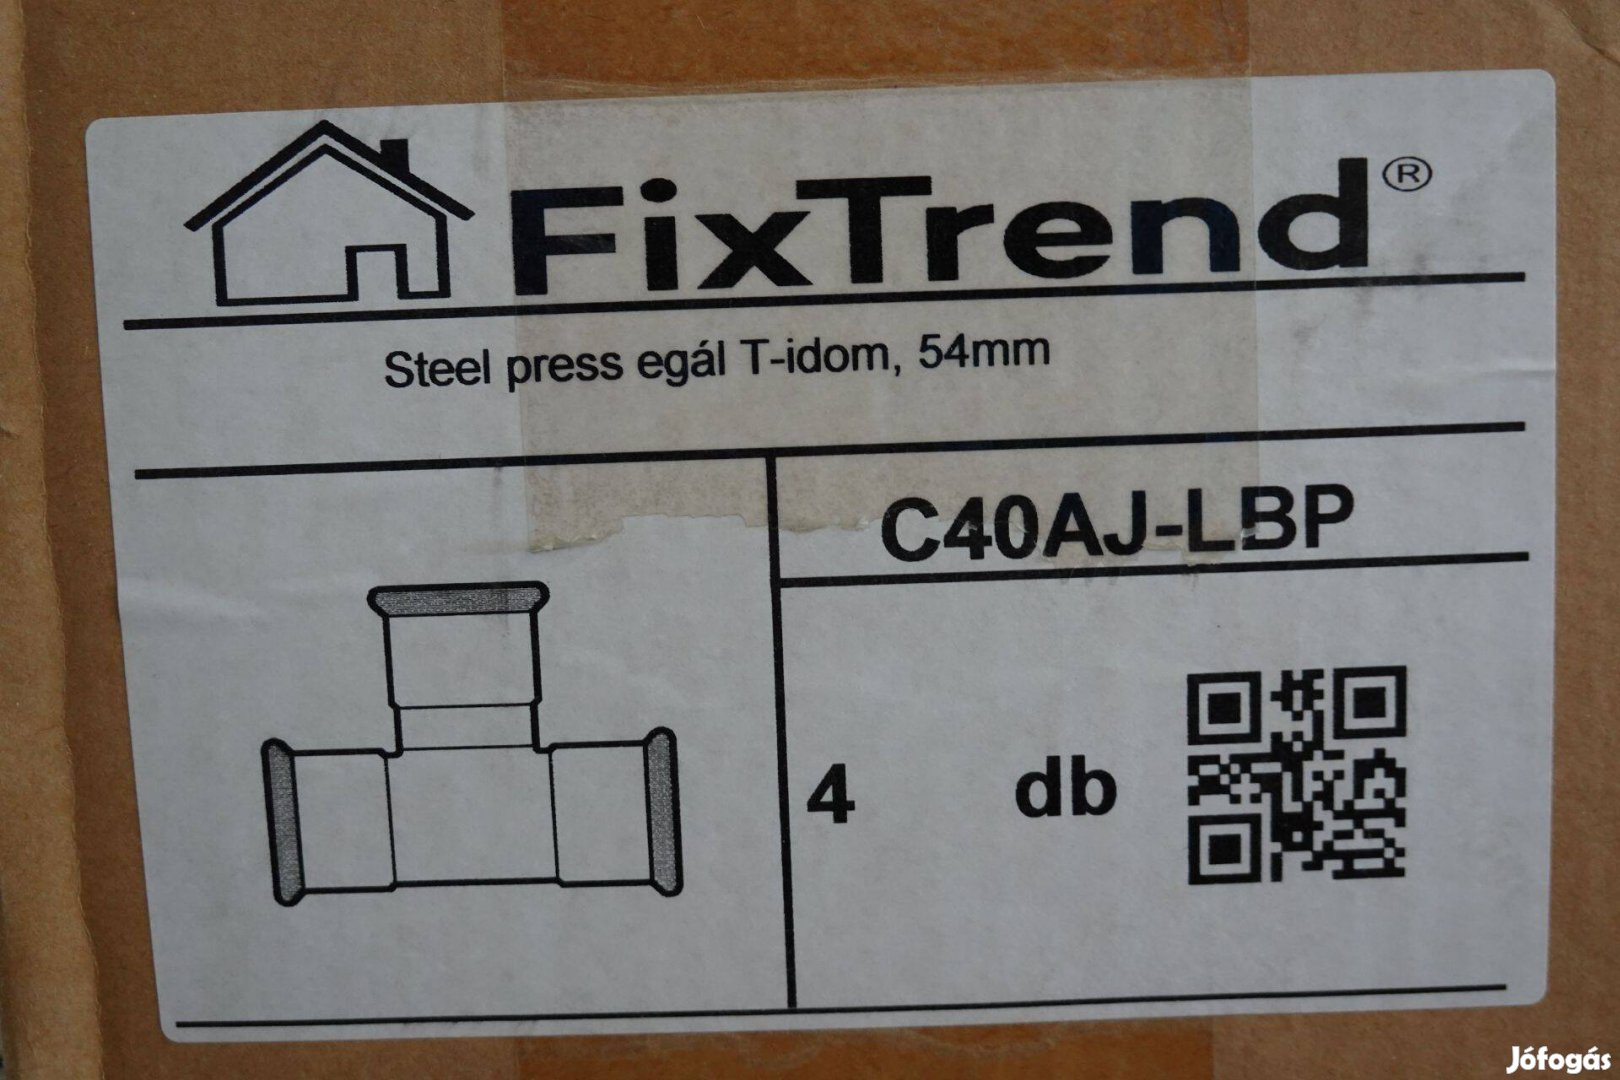 FixTrend®
Steel press egál T-idom, 54mm
C40AJ-LBP
4 db
Jófogás